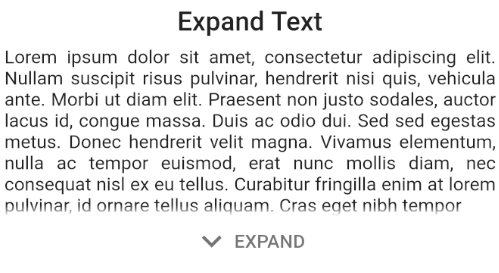 Expand Text
Lorem ipsum dolor sit amet, consectetur adipiscing elit.
Nullam suscipit risus pulvinar, hendrerit nisi quis, vehicula
ante. Morbi ut diam elit. Praesent non justo sodales, auctor
lacus id, congue massa. Duis ac odio dui. Sed sed egestas
metus. Donec hendrerit velit magna. Vivamus elementum,
nulla ac tempor euismod, erat nunc mollis diam, nec
consequat nisl ex eu tellus. Curabitur fringilla enim at lorem
pulvinar, id ornare tellus aliquam. Cras eget nibh tempor
EXPAND